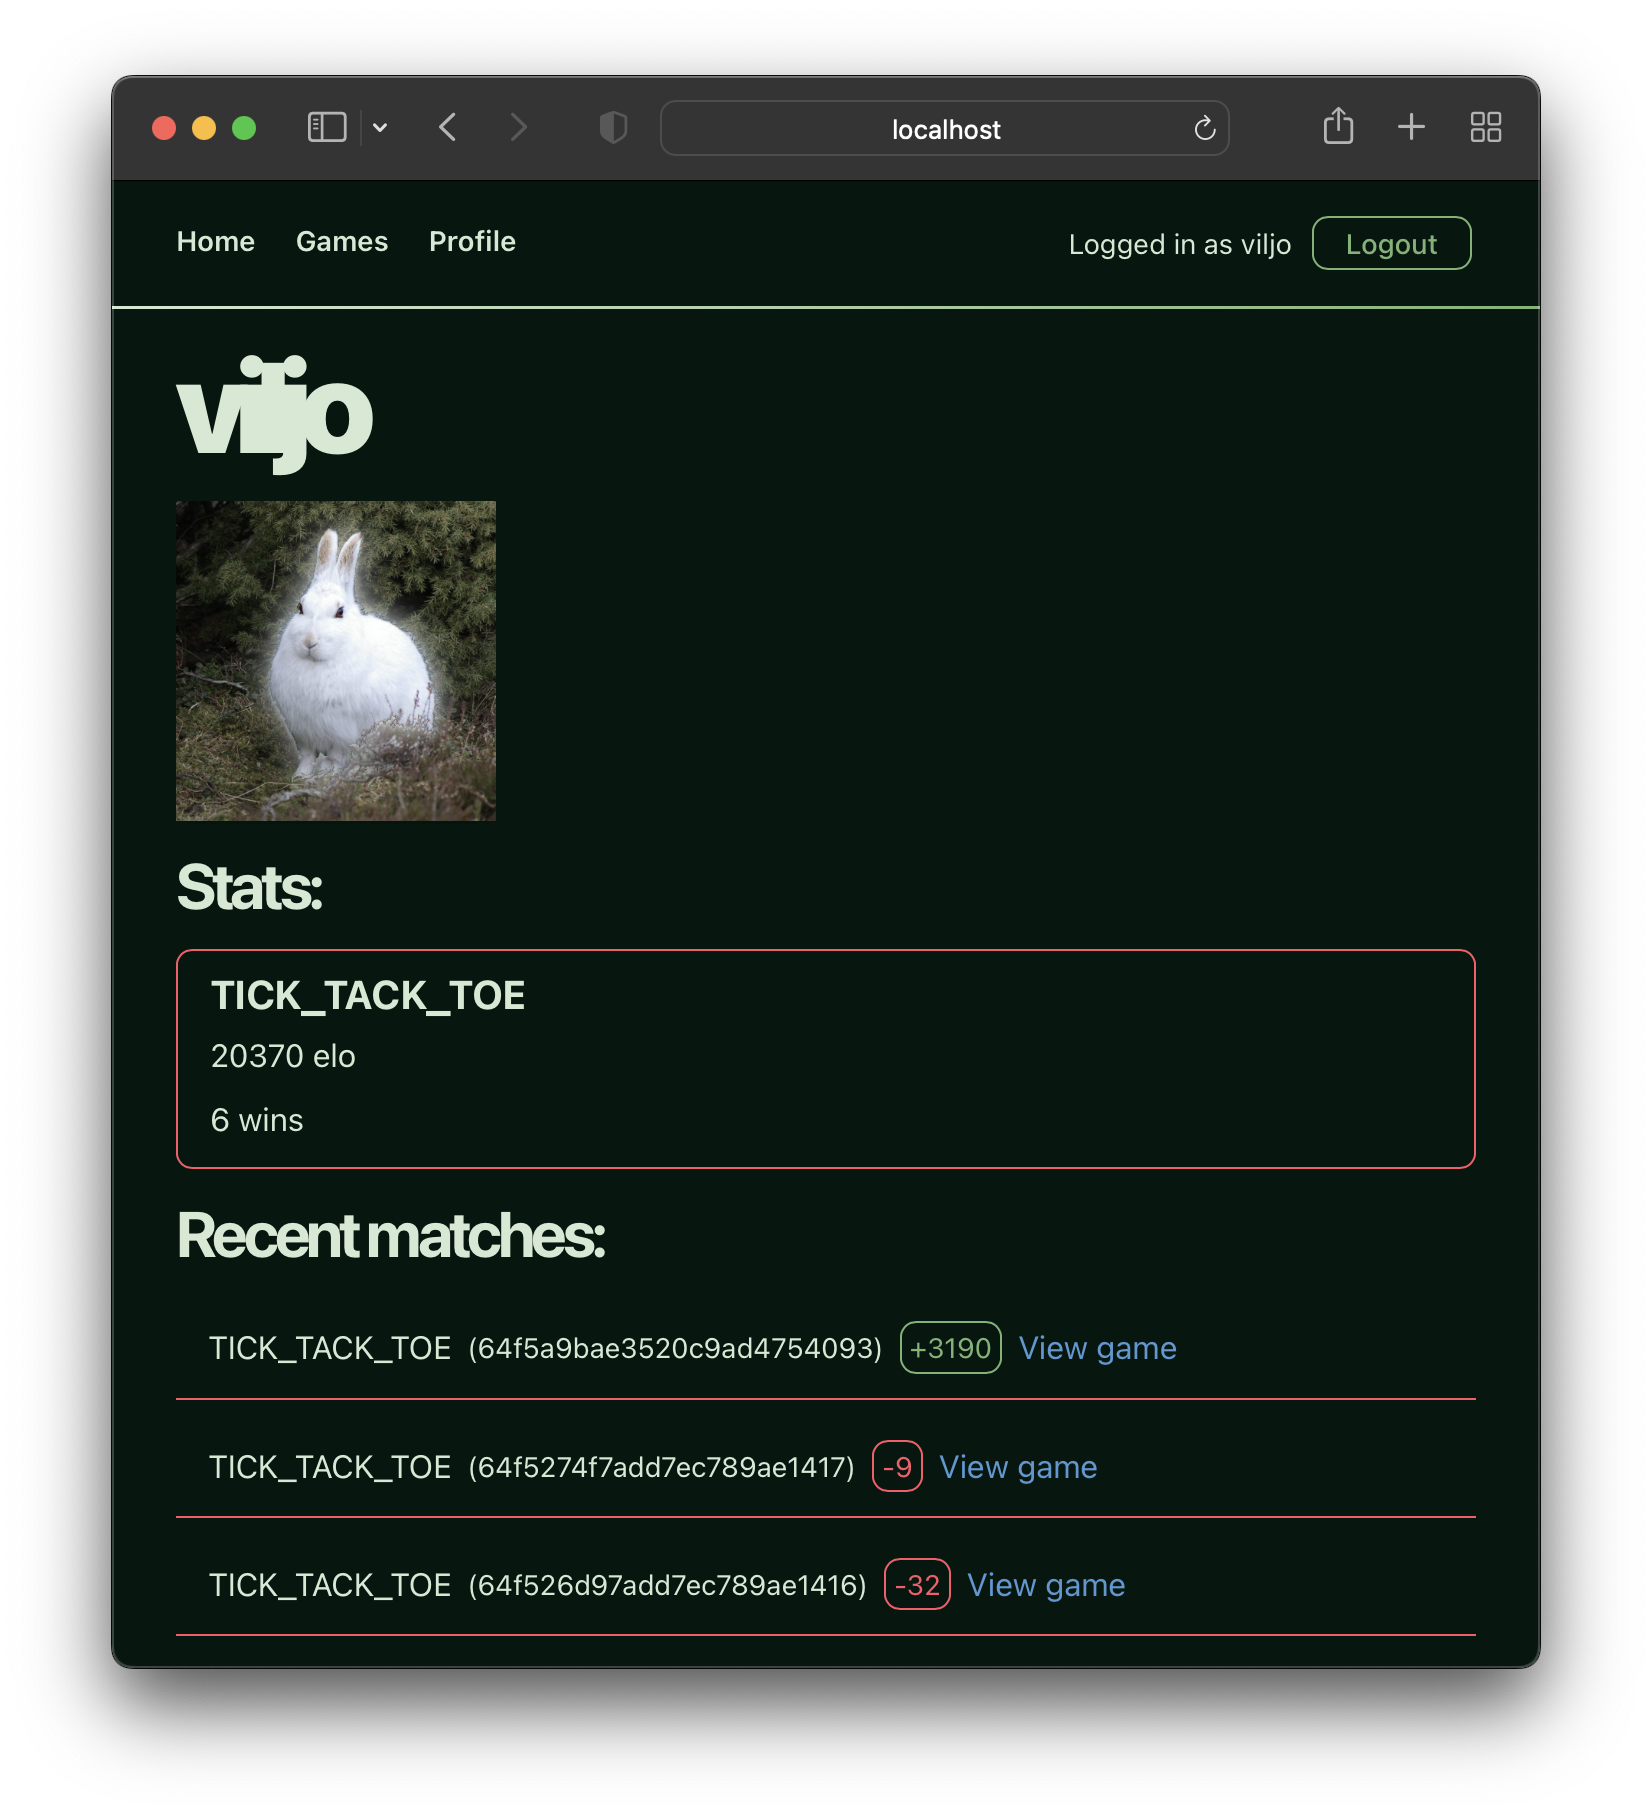 localhost
Home Games Profile Logged in as viljo Logout
viljo
Stats:
TICK_TACK_TOE
20370 elo
6 wins
Recent matches:
TICK_TACK_TOE (64f5a9bae3520c9ad4754093) +3190 View game
TICK_TACK_TOE (64f5274f7add7ec789ae1417) -9 View game
TICK_TACK_TOE (64f526d97add7ec789ae1416) -32 View game